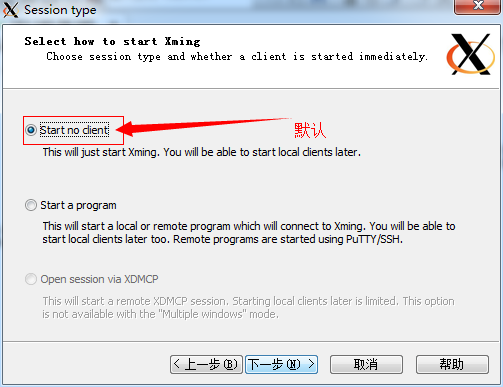 Session type
Select how to start Xming
Choose session type and whether a client is started immediately.
Start no client
默认
This will just start Xming. You will be able to start local clients later.
Start a program
This will start a local or remote program which will connect to Xming. You will be able to
start local clients later too. Remote programs are started using PuTTY/SSH.
Open session via XDMCP
This will start a remote XDMCP session. Starting local clients later is limited. This option
is not available with the "Multiple windows" mode.
< 上一步(B) 下一步(N) > 取消 帮助